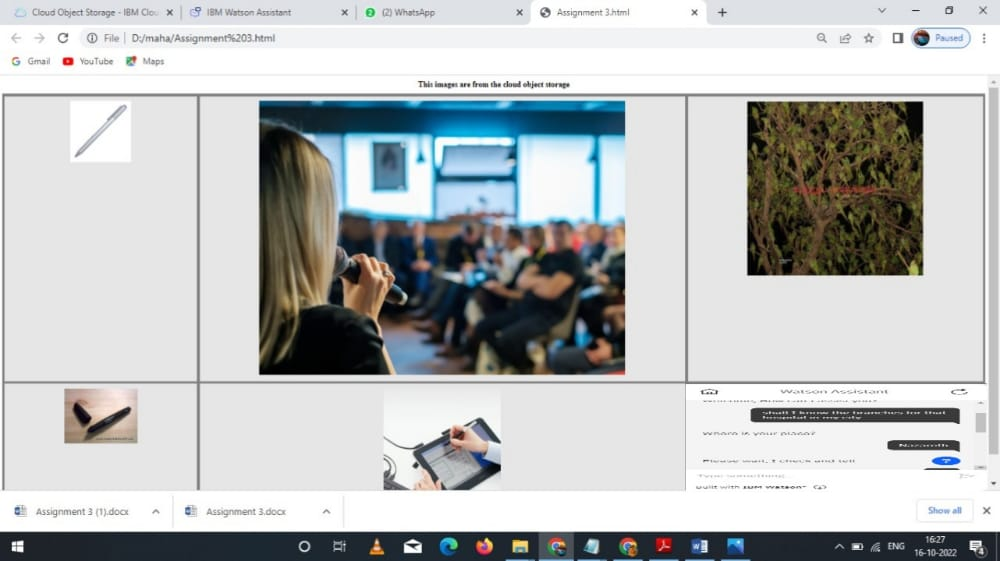 Cloud Object Storage - IBM Clou
IBM Watson Assistant
(2) WhatsApp
Assignment 3.html
File | D:/maha/Assignment%203.html
Paused
Gmail
YouTube
Maps
This images are from the cloud object storage
Watson Assistant
shall I know the branches for that
hospital in my city
Where is your place?
Nazareth
Please wait, I check and tell
Type something
Built with IBM Watson®
Assignment 3 (1).docx
Assignment 3.docx
Show all
ENG
16:27
16-10-2022
4